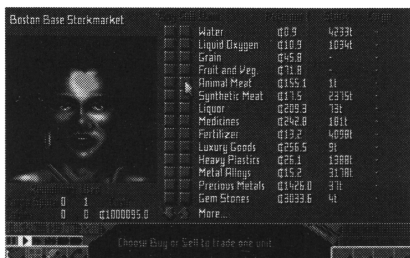 Boston Base Stockmarket
Water ₡10.9 4233t -
Liquid Oxygen ₡10.9 1034t -
Grain ₡45.8 - -
Fruit and Veg. ₡71.8 - -
Animal Meat ₡155.1 1t -
Synthetic Meat ₡17.5 2375t -
Liquor ₡209.3 73t -
Medicines ₡242.8 181t -
Fertilizer ₡13.2 4098t -
Luxury Goods ₡256.5 9t -
Heavy Plastics ₡26.1 1388t -
Metal Alloys ₡15.2 3178t -
Precious Metals ₡1426.0 37t -
Gem Stones ₡3033.6 4t -
More...
0 1
0 0 ₡1000095.0
Choose Buy or Sell to trade one unit.